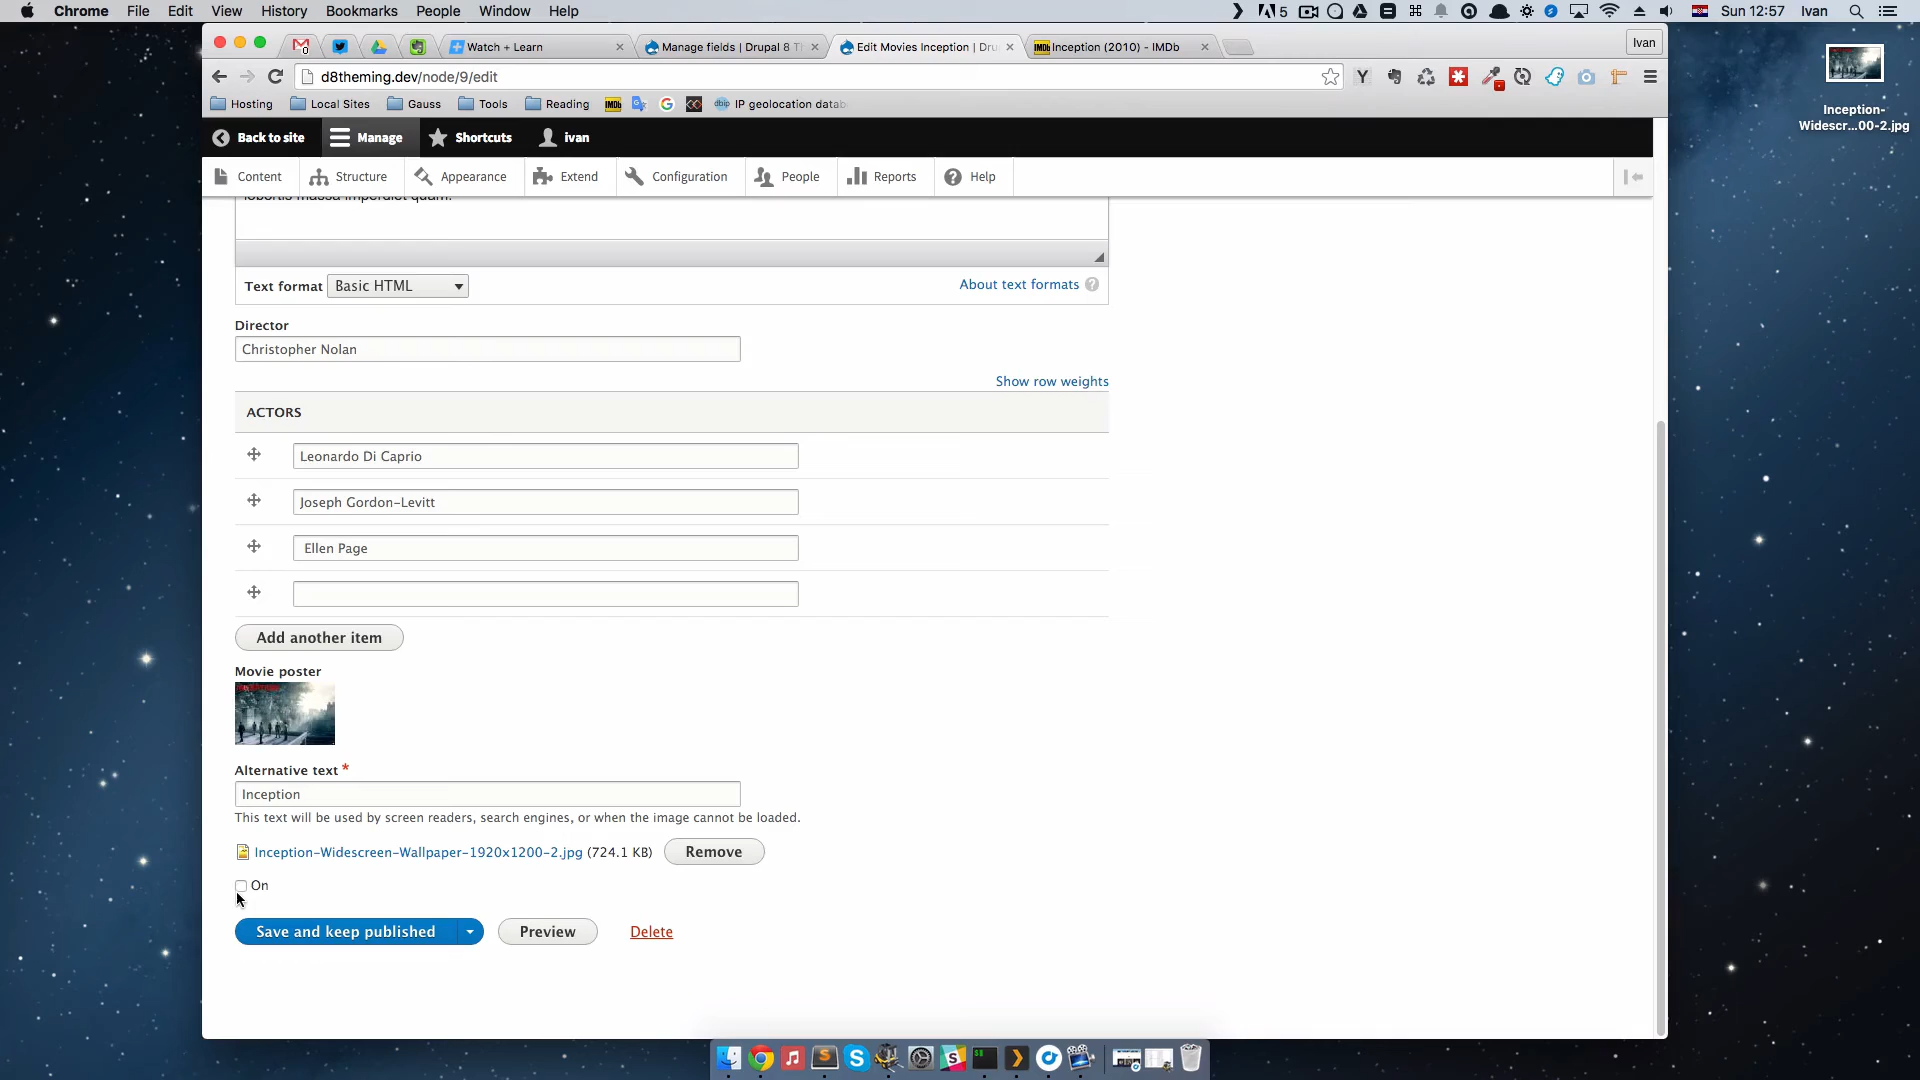 Chrome File Edit View History Bookmarks People Window Help
5 Sun 12:57 Ivan
Watch + Learn
Manage fields | Drupal 8 T
Edit Movies Inception | Dru
IMDb Inception (2010) - IMDb
Ivan
d8theming.dev/node/9/edit
Hosting Local Sites Gauss Tools Reading IMDb IP geolocation datab
Inception-
Widescr...00-2.jpg
Back to site Manage Shortcuts ivan
Content Structure Appearance Extend Configuration People Reports Help
lobortis massa imperdiet quam.
Text format Basic HTML About text formats ?
Director
Christopher Nolan
Show row weights
ACTORS
Leonardo Di Caprio
Joseph Gordon-Levitt
Ellen Page
Add another item
Movie poster
Alternative text *
Inception
This text will be used by screen readers, search engines, or when the image cannot be loaded.
Inception-Widescreen-Wallpaper-1920x1200-2.jpg (724.1 KB) Remove
On
Save and keep published Preview Delete